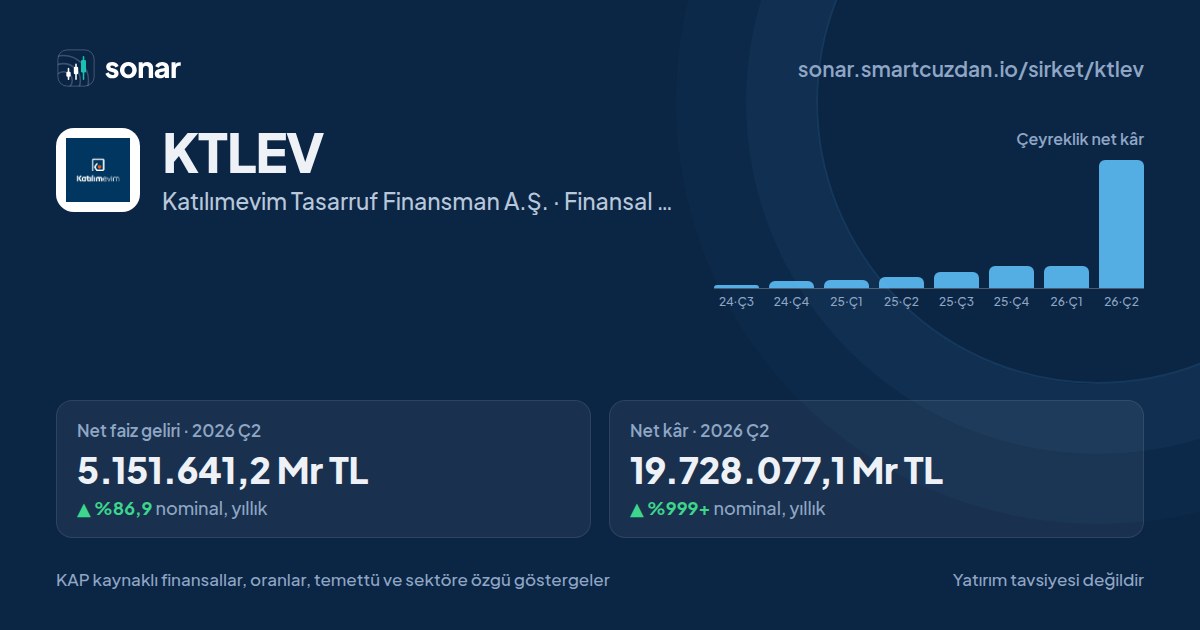 sonar
sonar.smartcuzdan.io/sirket/ktlev
Katılımevim
KTLEV
Katılımevim Tasarruf Finansman A.Ş. · Finansal ...
Çeyreklik net kâr
24·Ç3 24·Ç4 25·Ç1 25·Ç2 25·Ç3 25·Ç4 26·Ç1 26·Ç2
Net faiz geliri · 2026 Ç2
5.151.641,2 Mr TL
▲ %86,9 nominal, yıllık
Net kâr · 2026 Ç2
19.728.077,1 Mr TL
▲ %999+ nominal, yıllık
KAP kaynaklı finansallar, oranlar, temettü ve sektöre özgü göstergeler
Yatırım tavsiyesi değildir